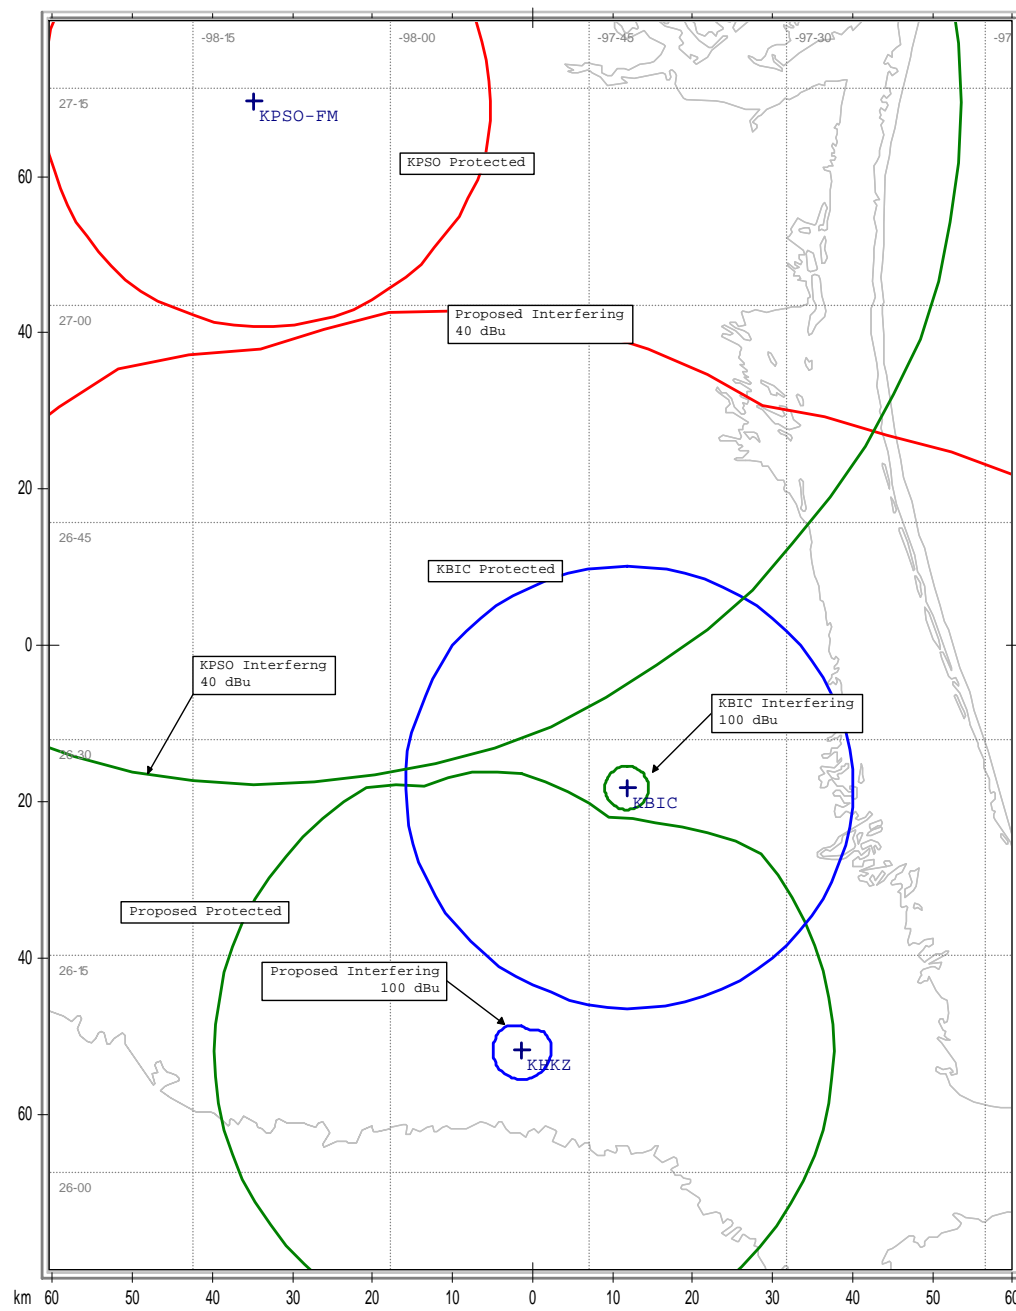 -98-15
-98-00
-97-45
-97-30
-97
27-15
KPSO-FM
KPSO Protected
60
27-00
Proposed Interfering
40 dBu
40
20
26-45
KBIC Protected
0
KPSO Interferng
40 dBu
KBIC Interfering
100 dBu
26-30
20
KBIC
Proposed Protected
40
26-15
Proposed Interfering
100 dBu
KHKZ
60
26-00
km
60
50
40
30
20
10
0
10
20
30
40
50
60